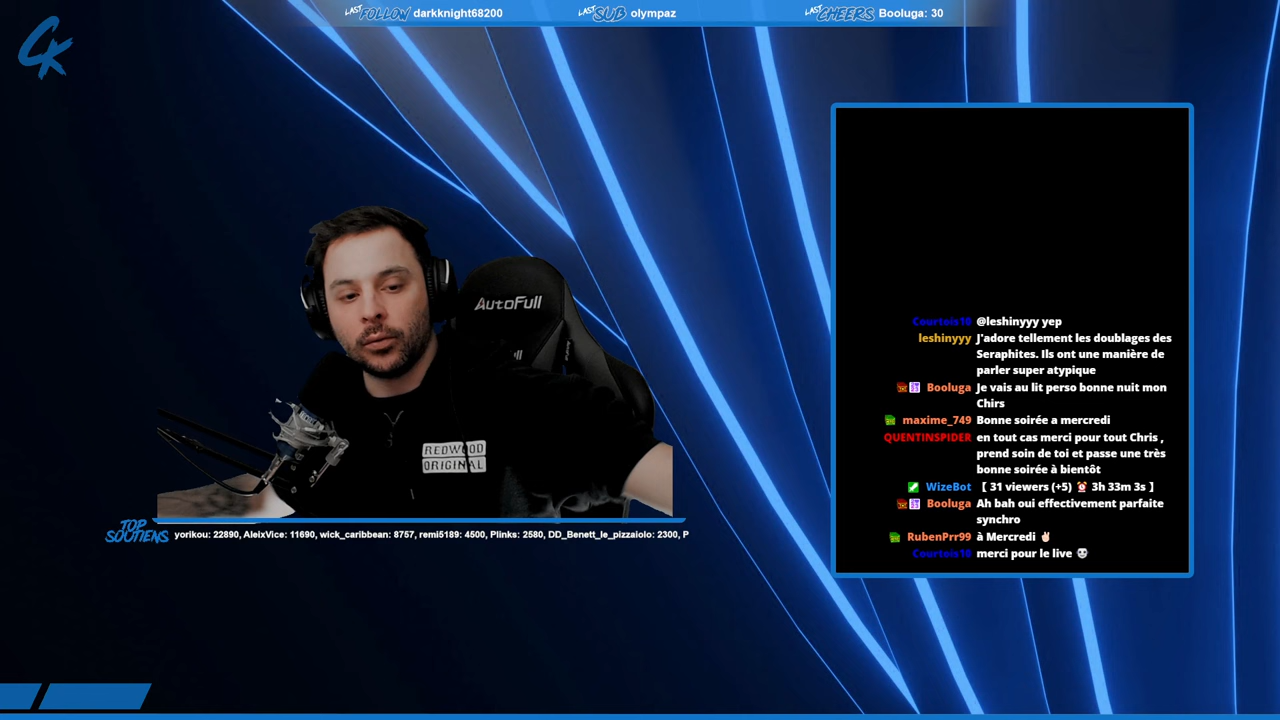 LAST FOLLOW darkknight68200
LAST SUB olympaz
LAST CHEERS Booluga: 30
CK
AutoFull
REDWOOD
ORIGINAL
TOP
SOUTIENS
yorikou: 22890, AleixVice: 11690, wick_caribbean: 8757, remi5189: 4500, Plinks: 2580, DD_Benett_le_pizzaiolo: 2300, P
Courtois10 @leshinyyy yep
leshinyyy J'adore tellement les doublages des
Seraphites. Ils ont une manière de
parler super atypique
Booluga Je vais au lit perso bonne nuit mon
Chirs
maxime_749 Bonne soirée a mercredi
QUENTINSPIDER en tout cas merci pour tout Chris ,
prend soin de toi et passe une très
bonne soirée à bientôt
WizeBot 【 31 viewers (+5) ⏰ 3h 33m 3s 】
Booluga Ah bah oui effectivement parfaite
synchro
RubenPrr99 à Mercredi ✌🏻
Courtois10 merci pour le live 💀